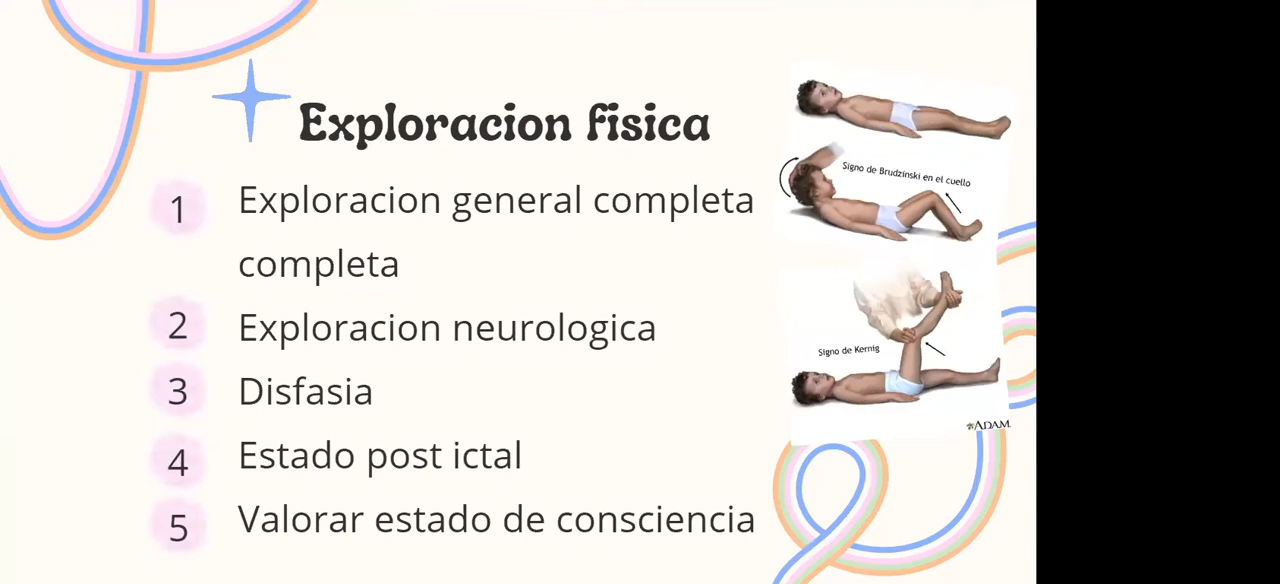 Exploracion fisica
1 Exploracion general completa
completa
2 Exploracion neurologica
3 Disfasia
4 Estado post ictal
5 Valorar estado de consciencia
Signo de Brudzinski en el cuello
Signo de Kernig
ADAM